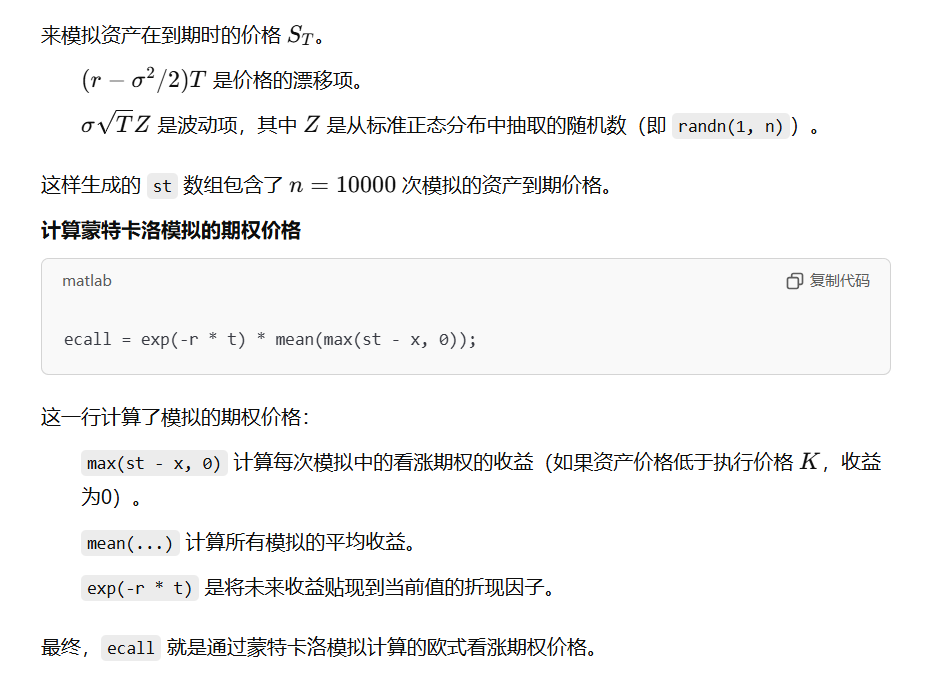 来模拟资产在到期时的价格 S_T。
(r − σ²/2)T 是价格的漂移项。
σ√T Z 是波动项，其中 Z 是从标准正态分布中抽取的随机数（即 randn(1, n)）。
这样生成的 st 数组包含了 n = 10000 次模拟的资产到期价格。
计算蒙特卡洛模拟的期权价格
matlab 复制代码
ecall = exp(-r * t) * mean(max(st - x, 0));
这一行计算了模拟的期权价格：
max(st - x, 0) 计算每次模拟中的看涨期权的收益（如果资产价格低于执行价格 K，收益
为0）。
mean(...) 计算所有模拟的平均收益。
exp(-r * t) 是将未来收益贴现到当前值的折现因子。
最终，ecall 就是通过蒙特卡洛模拟计算的欧式看涨期权价格。